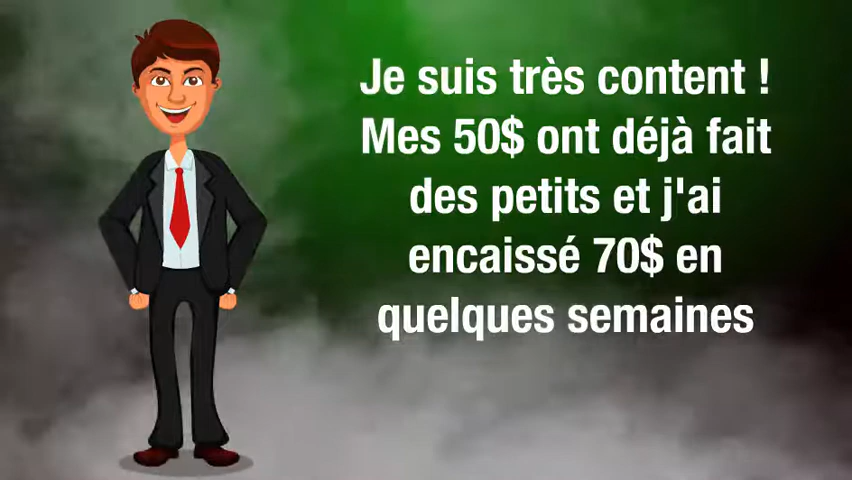 Je suis très content !
Mes 50$ ont déjà fait
des petits et j'ai
encaissé 70$ en
quelques semaines